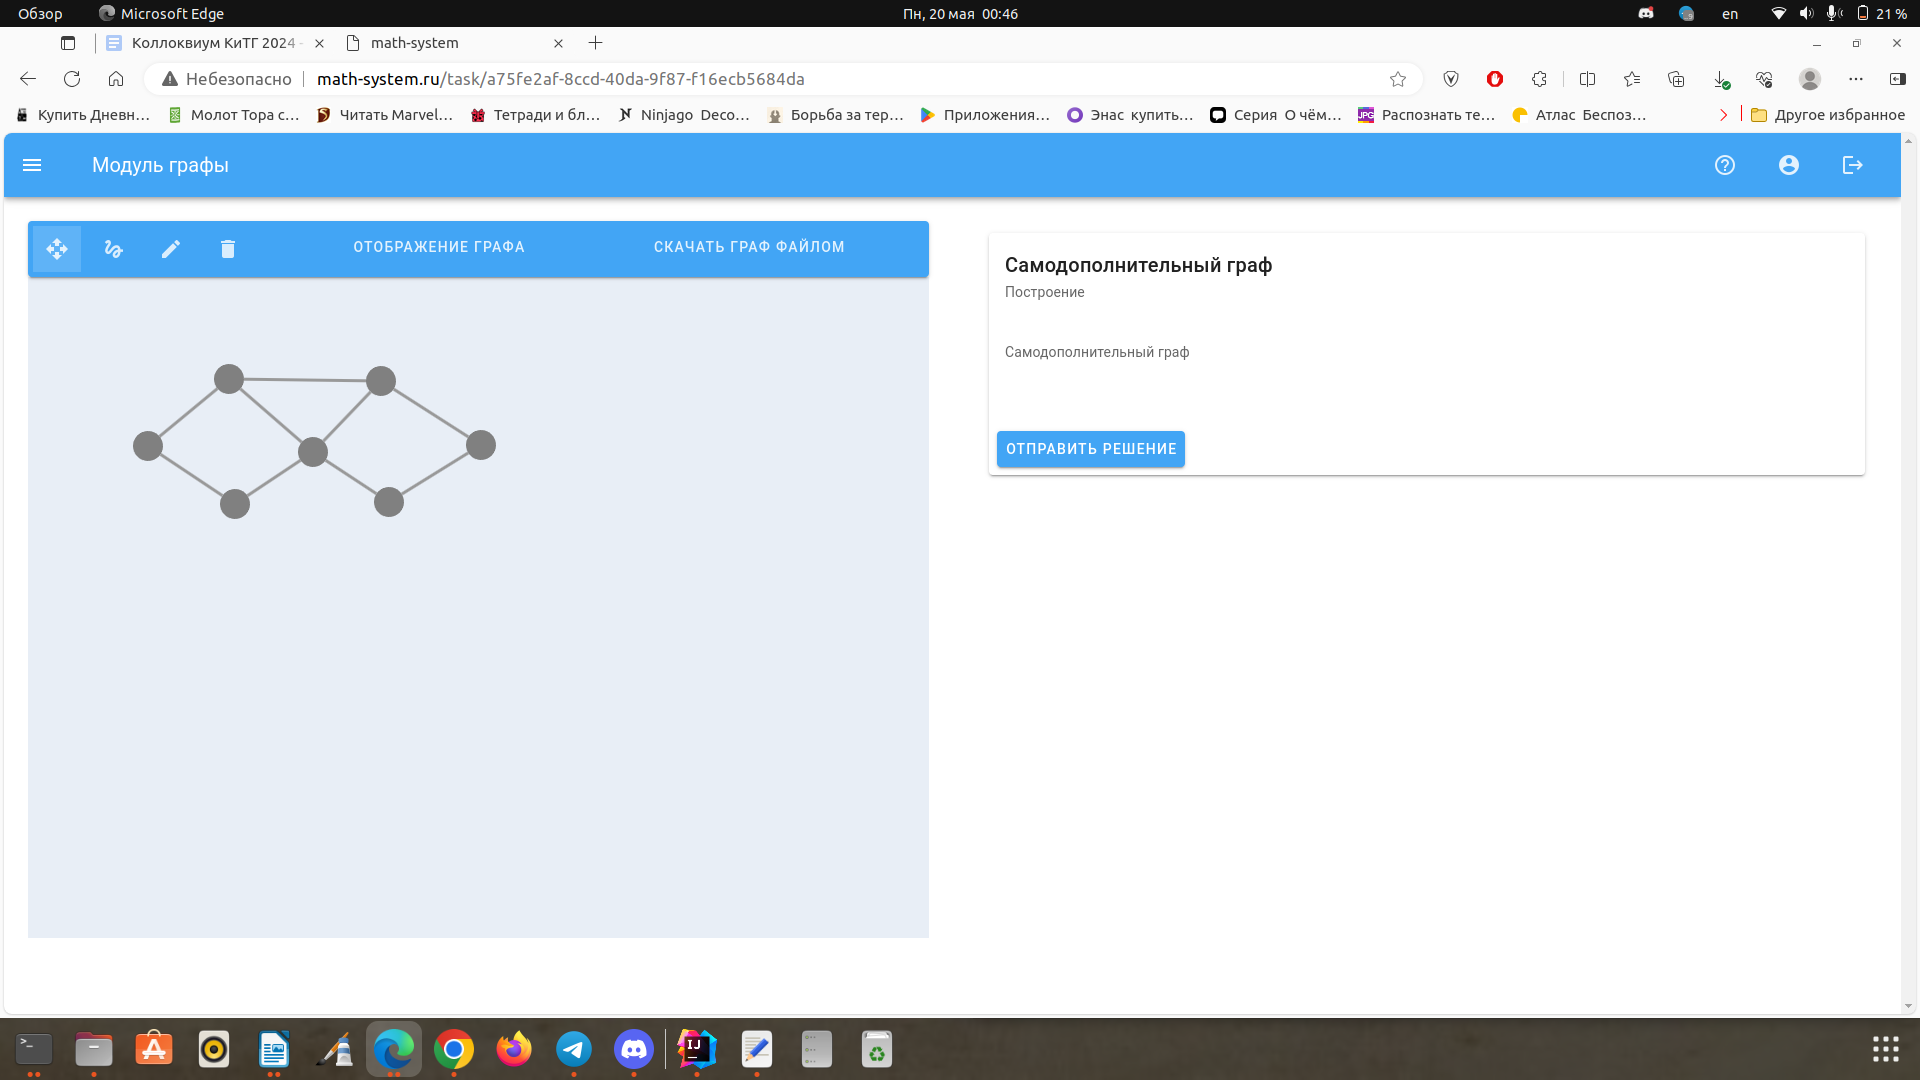 Обзор
Microsoft Edge
Пн, 20 мая 00:46
en
21 %
Коллоквиум КиТГ 2024 -
math-system
Небезопасно
math-system.ru/task/a75fe2af-8ccd-40da-9f87-f16ecb5684da
Купить Дневн…
Молот Тора с…
Читать Marvel…
Тетради и бл…
Ninjago Deco…
Борьба за тер…
Приложения…
Энас купить…
Серия О чём…
JPG
Распознать те…
Атлас Беспоз…
Другое избранное
Модуль графы
ОТОБРАЖЕНИЕ ГРАФА
СКАЧАТЬ ГРАФ ФАЙЛОМ
Самодополнительный граф
Построение
Самодополнительный граф
ОТПРАВИТЬ РЕШЕНИЕ
>_
IJ